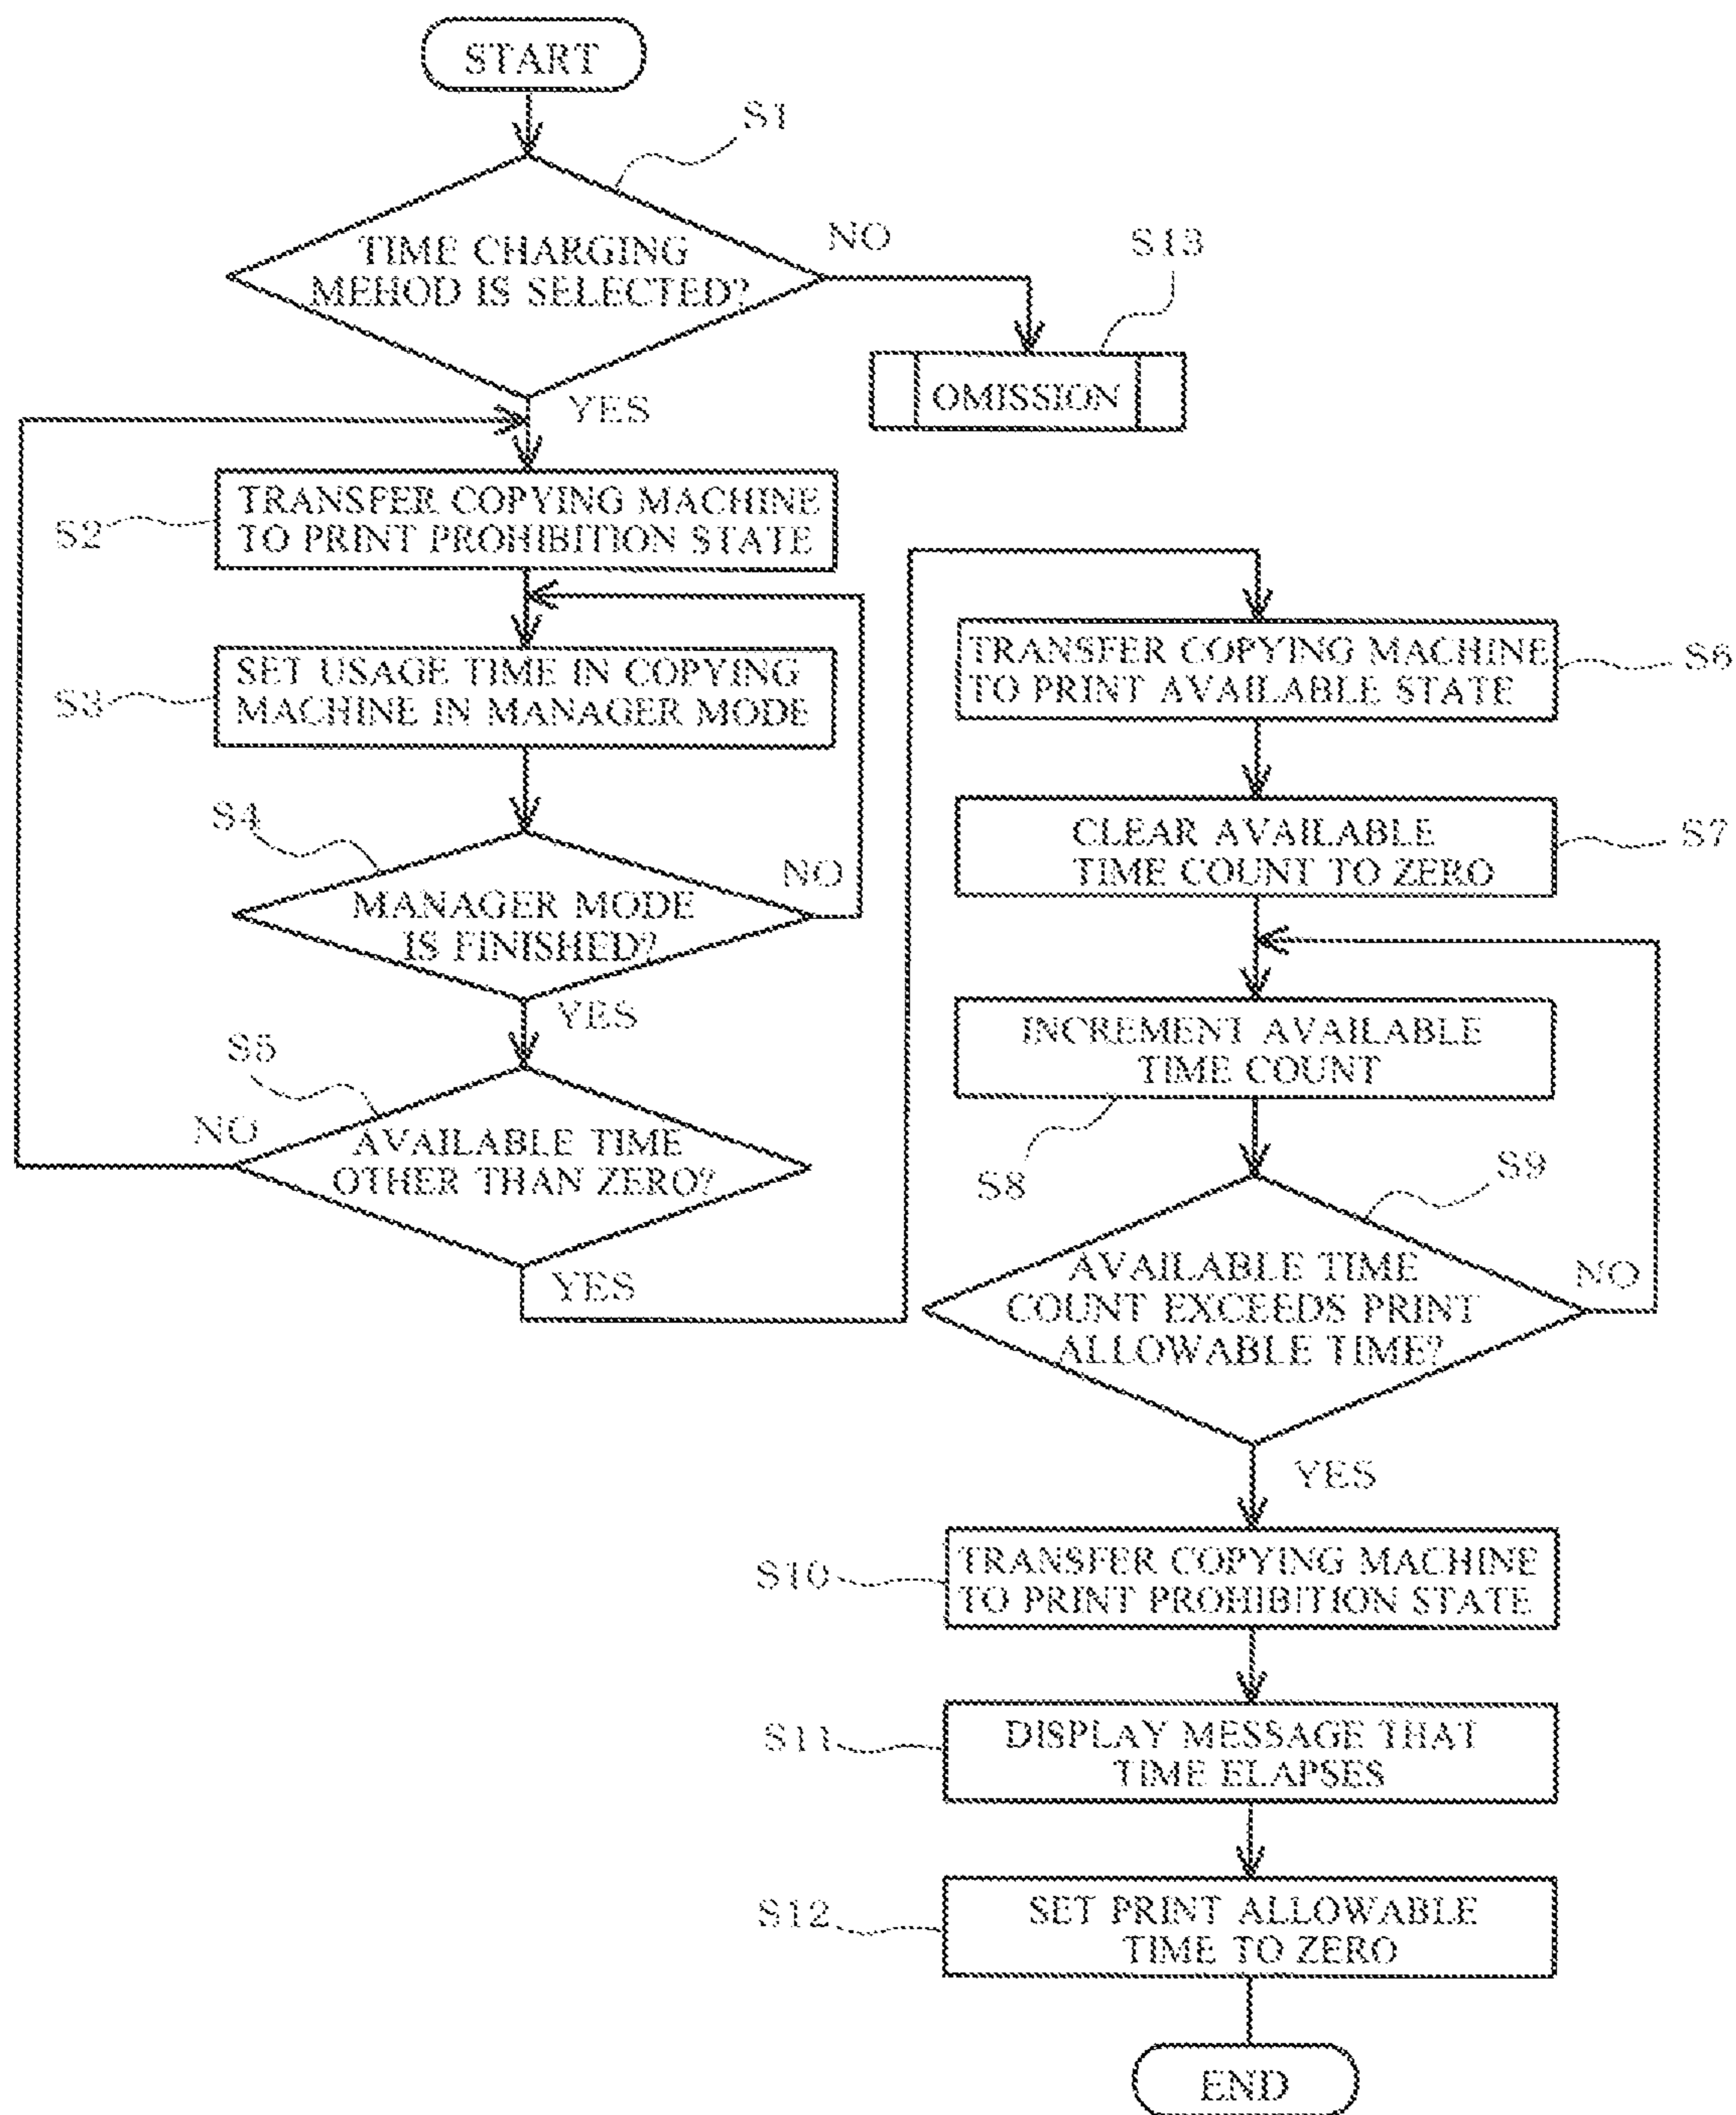 START
S1
TIME CHARGING
MEHOD IS SELECTED?
NO
S13
OMISSION
YES
TRANSFER COPYING MACHINE
TO PRINT PROHIBITION STATE
S2
SET USAGE TIME IN COPYING
MACHINE IN MANAGER MODE
S3
S4
MANAGER MODE
IS FINISHED?
NO
YES
S5
NO
AVAILABLE TIME
OTHER THAN ZERO?
YES
TRANSFER COPYING MACHINE
TO PRINT AVAILABLE STATE
S6
CLEAR AVAILABLE
TIME COUNT TO ZERO
S7
INCREMENT AVAILABLE
TIME COUNT
S8
S9
AVAILABLE TIME
COUNT EXCEEDS PRINT
ALLOWABLE TIME?
NO
YES
S10
TRANSFER COPYING MACHINE
TO PRINT PROHIBITION STATE
S11
DISPLAY MESSAGE THAT
TIME ELAPSES
S12
SET PRINT ALLOWABLE
TIME TO ZERO
END